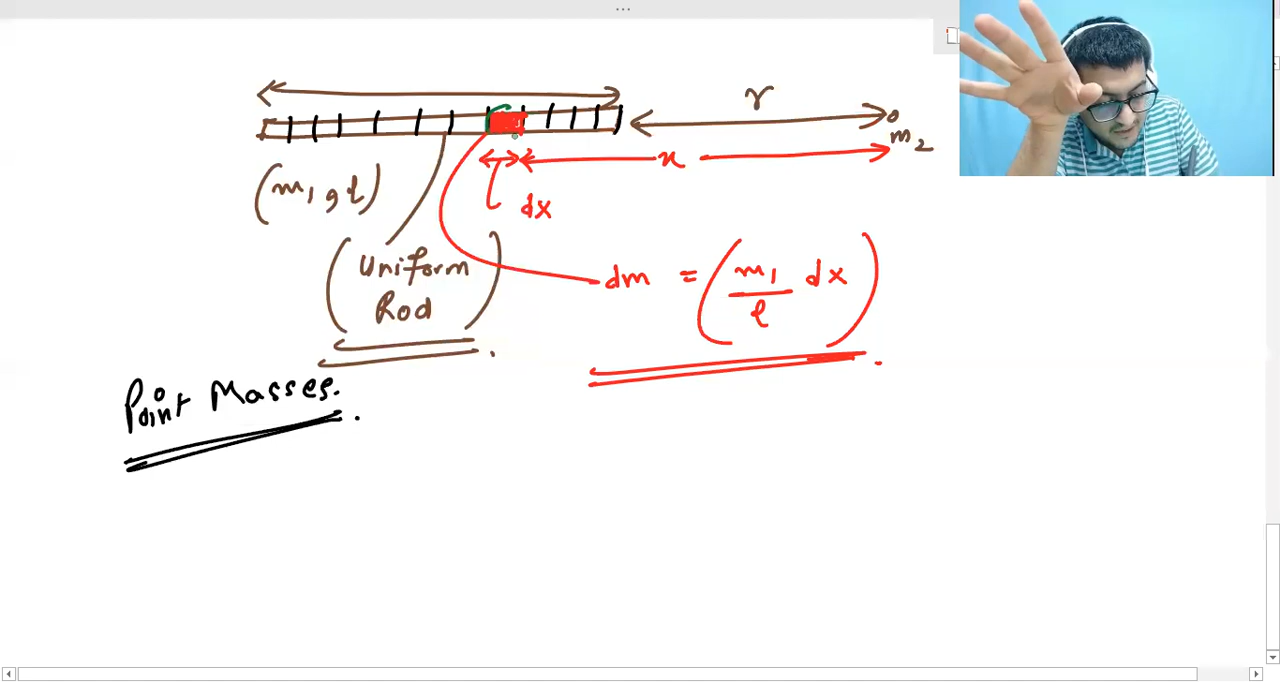 r
m2
x
(m1, l)
dx
(Uniform
Rod)
dm = (m1/l dx)
Point Masses.